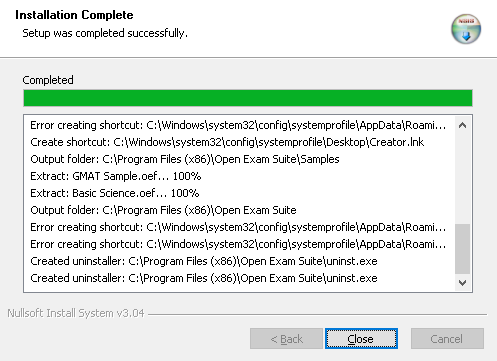 Installation Complete
Setup was completed successfully.
Completed
Error creating shortcut: C:\Windows\system32\config\systemprofile\AppData\Roami...
Create shortcut: C:\Windows\system32\config\systemprofile\Desktop\Creator.lnk
Output folder: C:\Program Files (x86)\Open Exam Suite\Samples
Extract: GMAT Sample.oef... 100%
Extract: Basic Science.oef... 100%
Output folder: C:\Program Files (x86)\Open Exam Suite
Error creating shortcut: C:\Windows\system32\config\systemprofile\AppData\Roami...
Error creating shortcut: C:\Windows\system32\config\systemprofile\AppData\Roami...
Created uninstaller: C:\Program Files (x86)\Open Exam Suite\uninst.exe
Created uninstaller: C:\Program Files (x86)\Open Exam Suite\uninst.exe
Nullsoft Install System v3.04
< Back
Close
Cancel